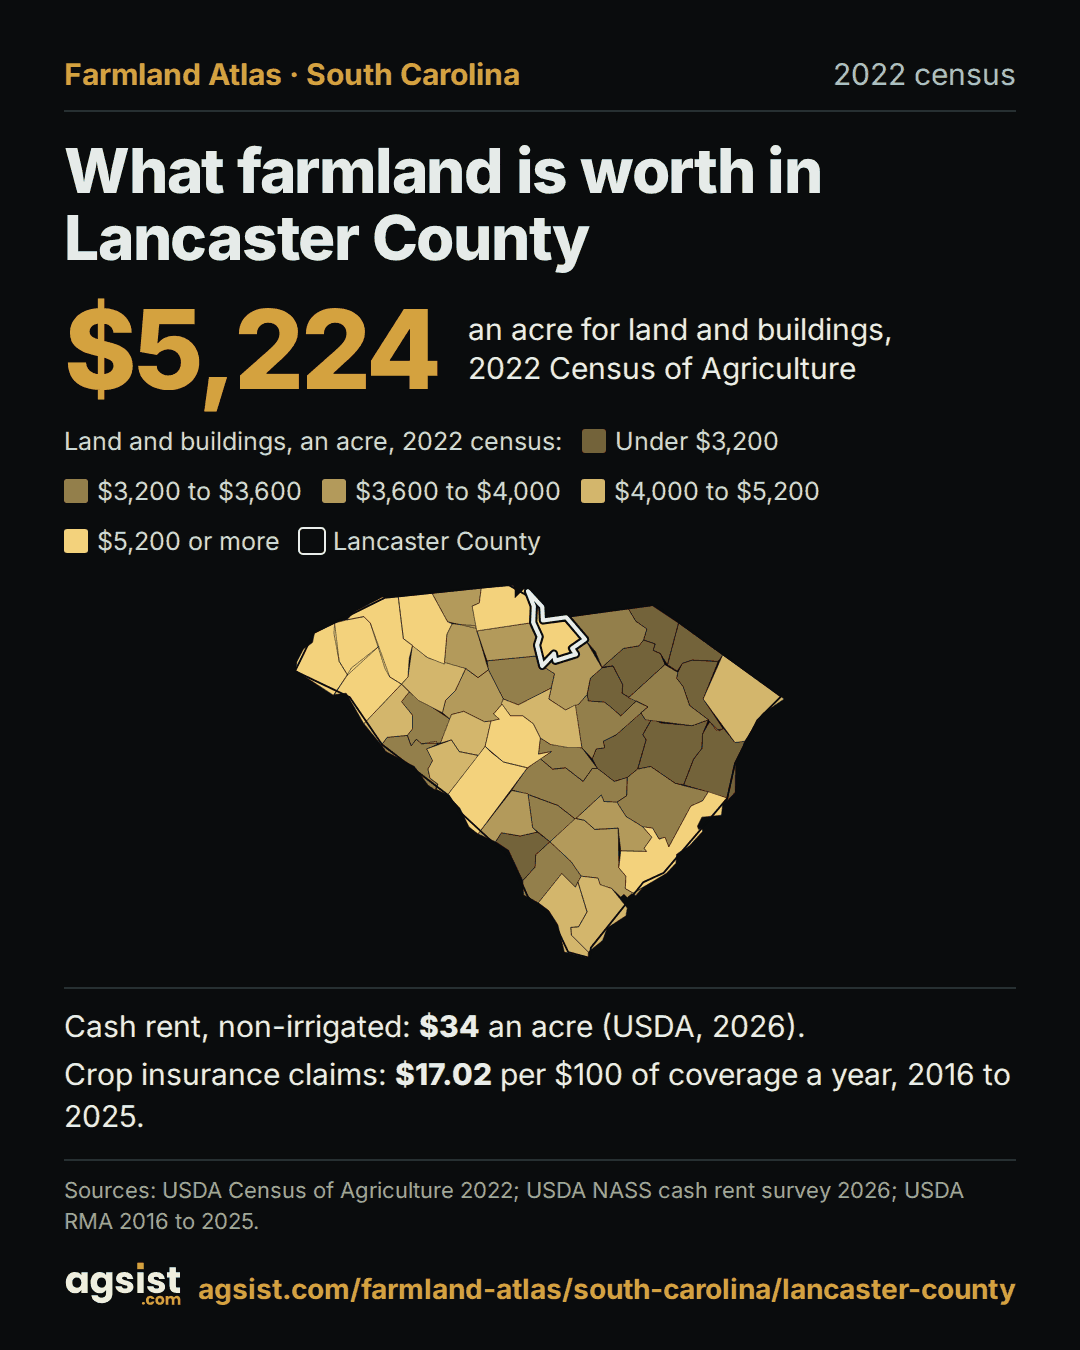 Farmland Atlas · South Carolina
2022 census
What farmland is worth in
Lancaster County
$5,224
an acre for land and buildings,
2022 Census of Agriculture
Land and buildings, an acre, 2022 census: Under $3,200
$3,200 to $3,600 $3,600 to $4,000 $4,000 to $5,200
$5,200 or more Lancaster County
Cash rent, non-irrigated: $34 an acre (USDA, 2026).
Crop insurance claims: $17.02 per $100 of coverage a year, 2016 to
2025.
Sources: USDA Census of Agriculture 2022; USDA NASS cash rent survey 2026; USDA
RMA 2016 to 2025.
agsist
.com
agsist.com/farmland-atlas/south-carolina/lancaster-county